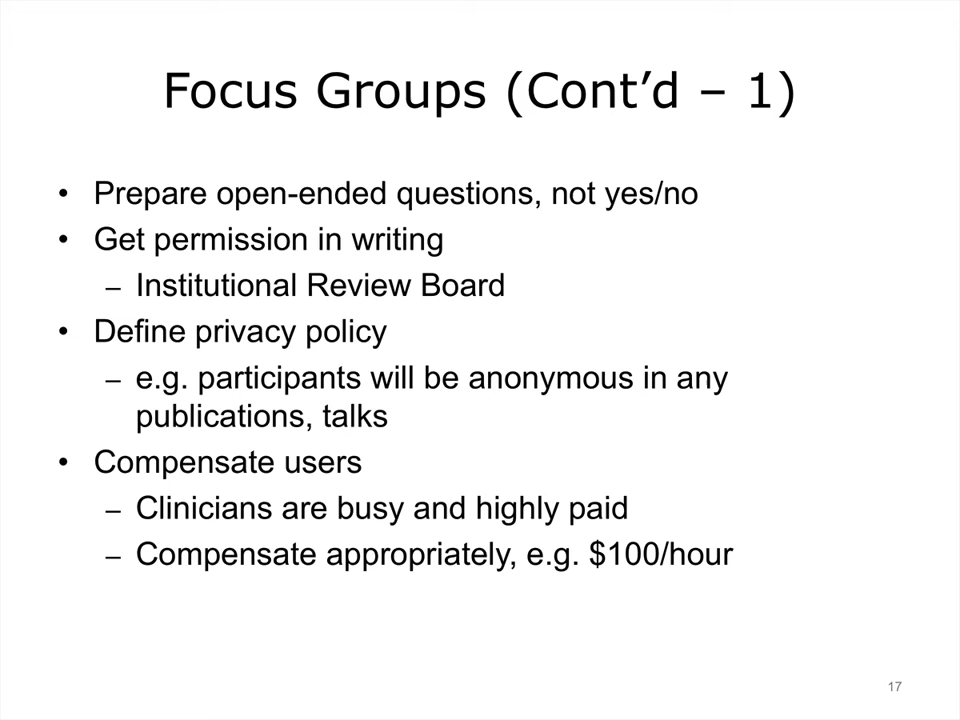 Focus Groups (Cont’d – 1)
• Prepare open-ended questions, not yes/no
• Get permission in writing
– Institutional Review Board
• Define privacy policy
– e.g. participants will be anonymous in any
publications, talks
• Compensate users
– Clinicians are busy and highly paid
– Compensate appropriately, e.g. $100/hour
17